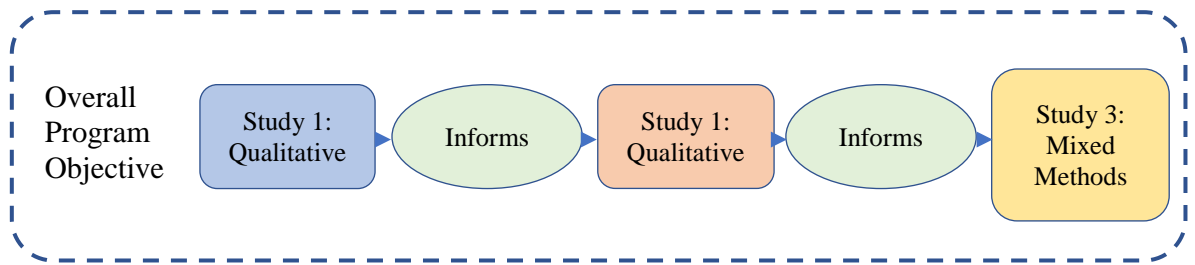 Overall
Program
Objective
Study 1:
Qualitative
Informs
Study 1:
Qualitative
Informs
Study 3:
Mixed
Methods